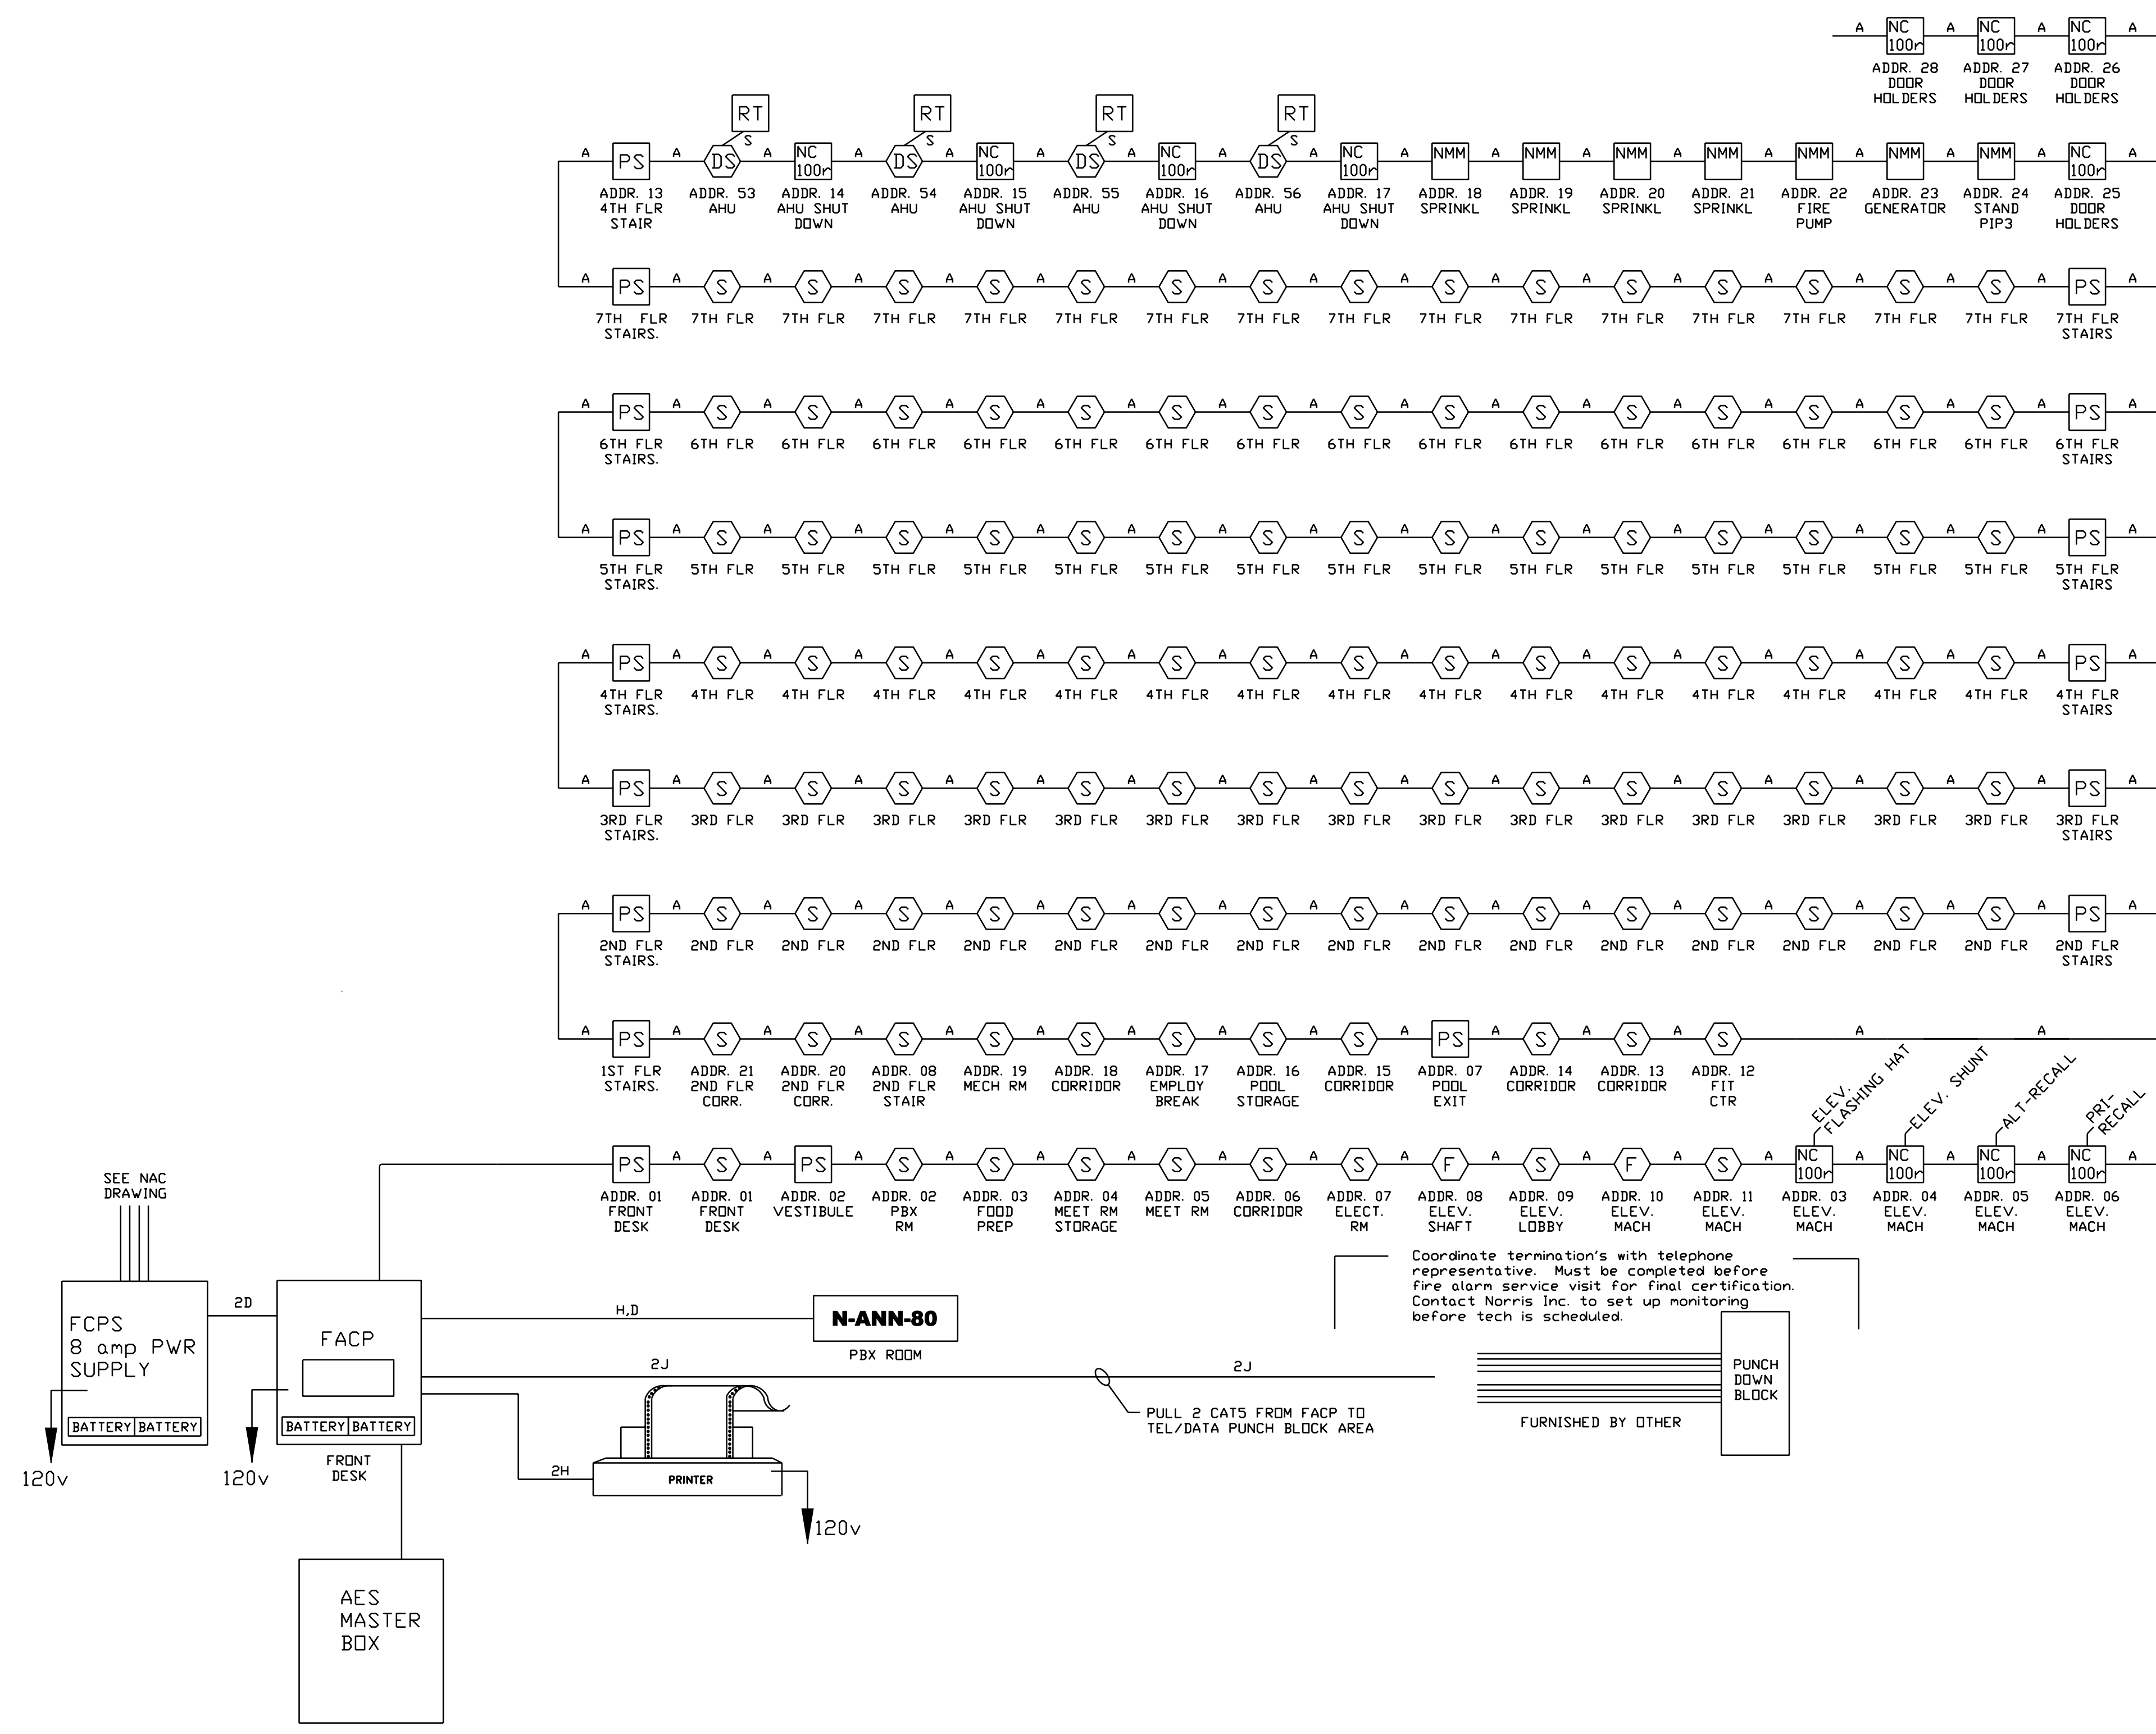 A NC A NC A NC A
100r 100r 100r
ADDR. 28 ADDR. 27 ADDR. 26
DOOR DOOR DOOR
HOLDERS HOLDERS HOLDERS
RT RT RT RT
S S S S
A PS A DS A NC A DS A NC A DS A NC A DS A NC A NMM A NMM A NMM A NMM A NMM A NMM A NMM A NC A
100r 100r 100r 100r 100r
ADDR. 13 ADDR. 53 ADDR. 14 ADDR. 54 ADDR. 15 ADDR. 55 ADDR. 16 ADDR. 56 ADDR. 17 ADDR. 18 ADDR. 19 ADDR. 20 ADDR. 21 ADDR. 22 ADDR. 23 ADDR. 24 ADDR. 25
4TH FLR AHU AHU SHUT AHU AHU SHUT AHU AHU SHUT AHU AHU SHUT SPRINKL SPRINKL SPRINKL SPRINKL FIRE GENERATOR STAND DOOR
STAIR DOWN DOWN DOWN DOWN PUMP PIP3 HOLDERS
A PS A S A S A S A S A S A S A S A S A S A S A S A S A S A S A S A PS A
7TH FLR 7TH FLR 7TH FLR 7TH FLR 7TH FLR 7TH FLR 7TH FLR 7TH FLR 7TH FLR 7TH FLR 7TH FLR 7TH FLR 7TH FLR 7TH FLR 7TH FLR 7TH FLR 7TH FLR
STAIRS. STAIRS
A PS A S A S A S A S A S A S A S A S A S A S A S A S A S A S A S A PS A
6TH FLR 6TH FLR 6TH FLR 6TH FLR 6TH FLR 6TH FLR 6TH FLR 6TH FLR 6TH FLR 6TH FLR 6TH FLR 6TH FLR 6TH FLR 6TH FLR 6TH FLR 6TH FLR 6TH FLR
STAIRS. STAIRS
A PS A S A S A S A S A S A S A S A S A S A S A S A S A S A S A S A PS A
5TH FLR 5TH FLR 5TH FLR 5TH FLR 5TH FLR 5TH FLR 5TH FLR 5TH FLR 5TH FLR 5TH FLR 5TH FLR 5TH FLR 5TH FLR 5TH FLR 5TH FLR 5TH FLR 5TH FLR
STAIRS. STAIRS
A PS A S A S A S A S A S A S A S A S A S A S A S A S A S A S A S A PS A
4TH FLR 4TH FLR 4TH FLR 4TH FLR 4TH FLR 4TH FLR 4TH FLR 4TH FLR 4TH FLR 4TH FLR 4TH FLR 4TH FLR 4TH FLR 4TH FLR 4TH FLR 4TH FLR 4TH FLR
STAIRS. STAIRS
A PS A S A S A S A S A S A S A S A S A S A S A S A S A S A S A S A PS A
3RD FLR 3RD FLR 3RD FLR 3RD FLR 3RD FLR 3RD FLR 3RD FLR 3RD FLR 3RD FLR 3RD FLR 3RD FLR 3RD FLR 3RD FLR 3RD FLR 3RD FLR 3RD FLR 3RD FLR
STAIRS. STAIRS
A PS A S A S A S A S A S A S A S A S A S A S A S A S A S A S A S A PS A
2ND FLR 2ND FLR 2ND FLR 2ND FLR 2ND FLR 2ND FLR 2ND FLR 2ND FLR 2ND FLR 2ND FLR 2ND FLR 2ND FLR 2ND FLR 2ND FLR 2ND FLR 2ND FLR 2ND FLR
STAIRS. STAIRS
A PS A S A S A S A S A S A S A S A S A PS A S A S A S A A
1ST FLR ADDR. 21 ADDR. 20 ADDR. 08 ADDR. 19 ADDR. 18 ADDR. 17 ADDR. 16 ADDR. 15 ADDR. 07 ADDR. 14 ADDR. 13 ADDR. 12
STAIRS. 2ND FLR 2ND FLR 2ND FLR MECH RM CORRIDOR EMPLOY POOL CORRIDOR POOL CORRIDOR CORRIDOR FIT
CORR. CORR. STAIR BREAK STORAGE EXIT CTR
ELEV.
FLASHING HAT
ELEV. SHUNT
ALT-RECALL
PRI-
RECALL
PS A S A PS A S A S A S A S A S A S A F A S A F A S A NC A NC A NC A NC A
100r 100r 100r 100r
ADDR. 01 ADDR. 01 ADDR. 02 ADDR. 02 ADDR. 03 ADDR. 04 ADDR. 05 ADDR. 06 ADDR. 07 ADDR. 08 ADDR. 09 ADDR. 10 ADDR. 11 ADDR. 03 ADDR. 04 ADDR. 05 ADDR. 06
FRONT FRONT VESTIBULE PBX FOOD MEET RM MEET RM CORRIDOR ELECT. ELEV. ELEV. ELEV. ELEV. ELEV. ELEV. ELEV. ELEV.
DESK DESK RM PREP STORAGE RM SHAFT LOBBY MACH MACH MACH MACH MACH MACH
SEE NAC
DRAWING
FCPS
8 amp PWR
SUPPLY
BATTERY BATTERY
120v
2D
FACP
BATTERY BATTERY
120v
FRONT
DESK
H,D
N-ANN-80
PBX ROOM
2J
2J
PULL 2 CAT5 FROM FACP TO
TEL/DATA PUNCH BLOCK AREA
2H
PRINTER
120v
Coordinate termination's with telephone
representative. Must be completed before
fire alarm service visit for final certification.
Contact Norris Inc. to set up monitoring
before tech is scheduled.
PUNCH
DOWN
BLOCK
FURNISHED BY OTHER
AES
MASTER
BOX